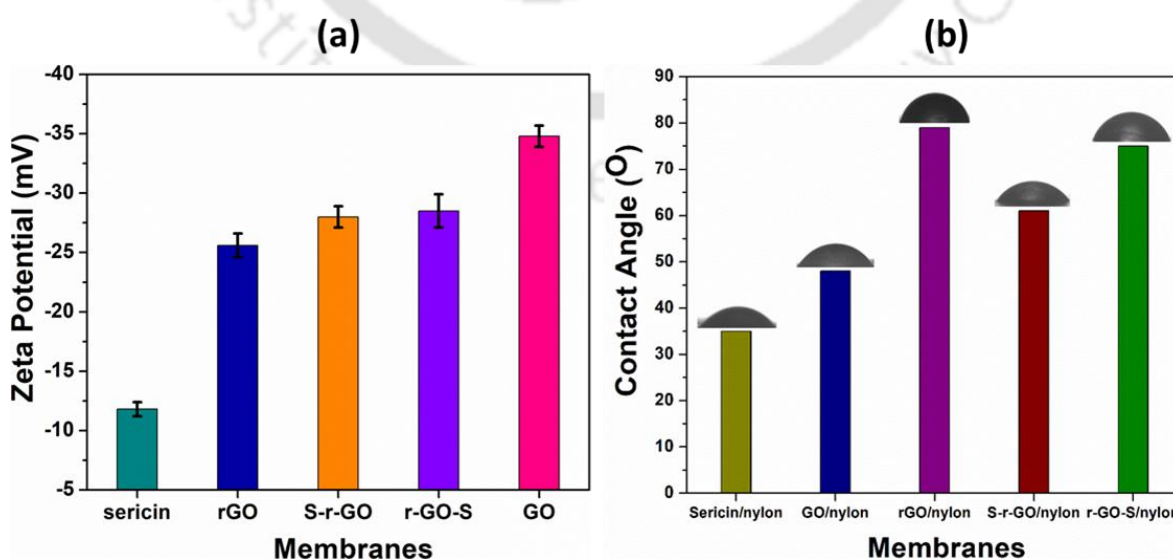 (a)
(b)
Zeta Potential (mV)
-40
-35
-30
-25
-20
-15
-10
-5
sericin rGO S-r-GO r-GO-S GO
Membranes
Contact Angle (O)
90
80
70
60
50
40
30
20
10
0
Sericin/nylon GO/nylon rGO/nylon S-r-GO/nylon r-GO-S/nylon
Membranes